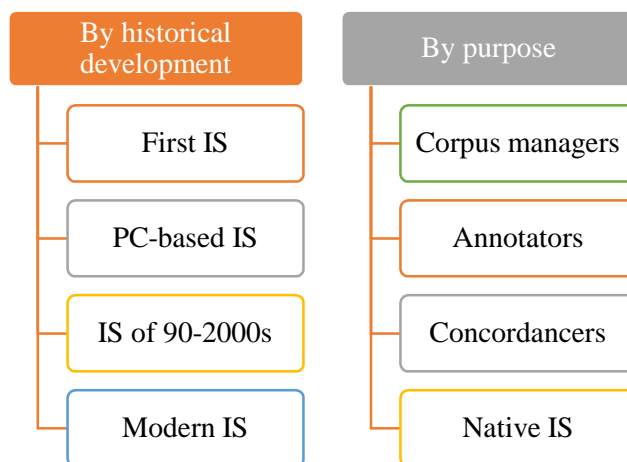 By historical
development
First IS
PC-based IS
IS of 90-2000s
Modern IS
By purpose
Corpus managers
Annotators
Concordancers
Native IS